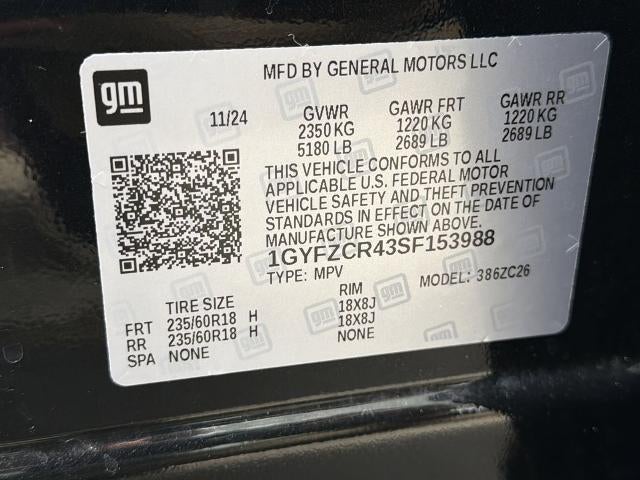 gm
MFD BY GENERAL MOTORS LLC
11/24
GVWR GAWR FRT GAWR RR
2350 KG 1220 KG 1220 KG
5180 LB 2689 LB 2689 LB
THIS VEHICLE CONFORMS TO ALL
APPLICABLE U.S. FEDERAL MOTOR
VEHICLE SAFETY AND THEFT PREVENTION
STANDARDS IN EFFECT ON THE DATE OF
MANUFACTURE SHOWN ABOVE.
1GYFZCR43SF153988
TYPE: MPV MODEL: 386ZC26
TIRE SIZE RIM
FRT 235/60R18 H 18X8J
RR 235/60R18 H 18X8J
SPA NONE NONE